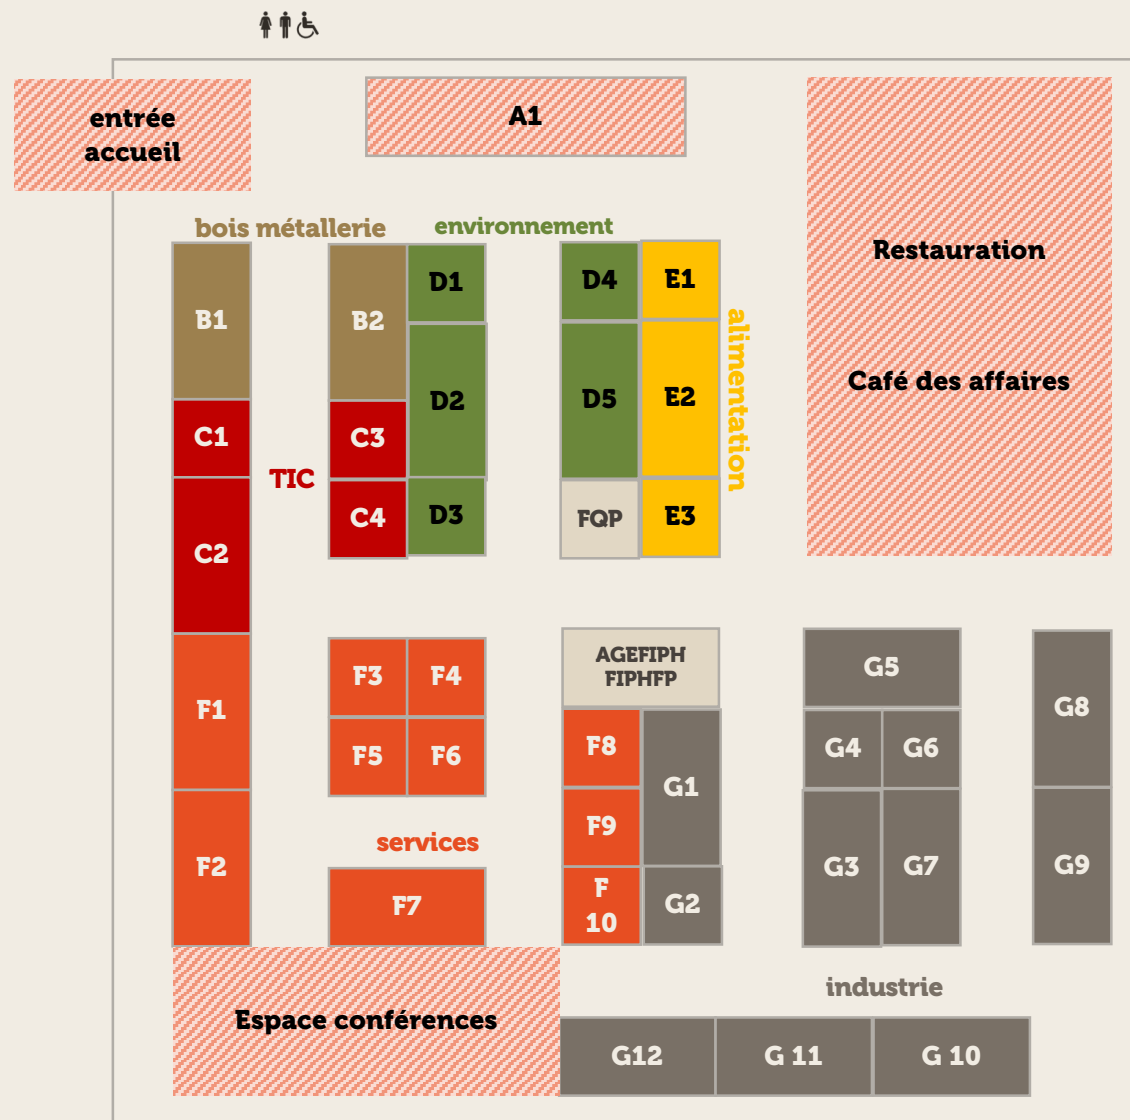 entrée
accueil
A1
Restauration
Café des affaires
bois métallerie
environnement
alimentation
B1
B2
D1
D4
E1
D2
D5
E2
C1
C3
TIC
C2
C4
D3
FQP
E3
F1
F3
F4
AGEFIPH
FIPHFP
G5
G8
F5
F6
F8
G1
G4
G6
F9
services
F2
F7
F
10
G2
G3
G7
G9
industrie
Espace conférences
G12
G 11
G 10